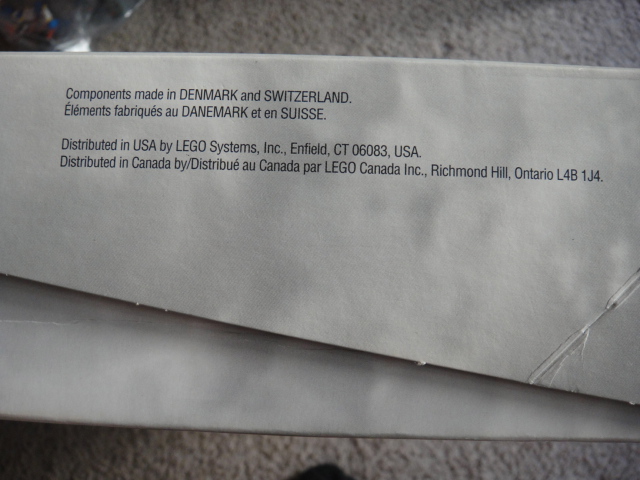 Components made in DENMARK and SWITZERLAND.
Éléments fabriqués au DANEMARK et en SUISSE.
Distributed in USA by LEGO Systems, Inc., Enfield, CT 06083, USA.
Distributed in Canada by/Distribué au Canada par LEGO Canada Inc., Richmond Hill, Ontario L4B 1J4.